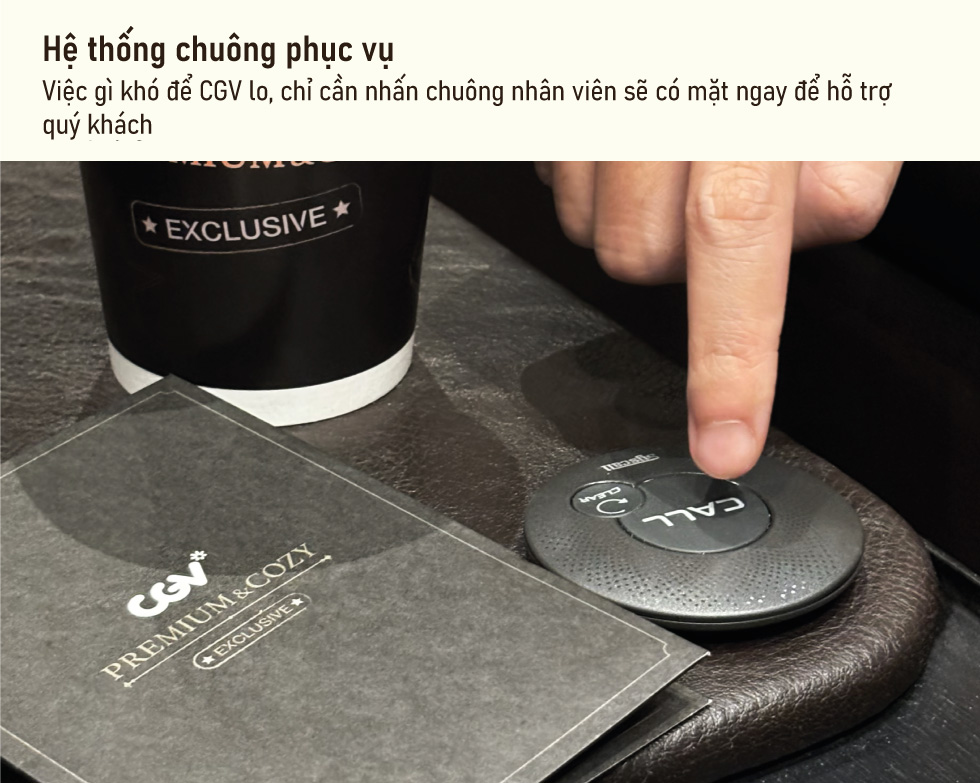 Hệ thống chuông phục vụ
Việc gì khó để CGV lo, chỉ cần nhấn chuông nhân viên sẽ có mặt ngay để hỗ trợ
quý khách
EXCLUSIVE
CLEAR
CALL
CGV
PREMIUM & COZY
EXCLUSIVE